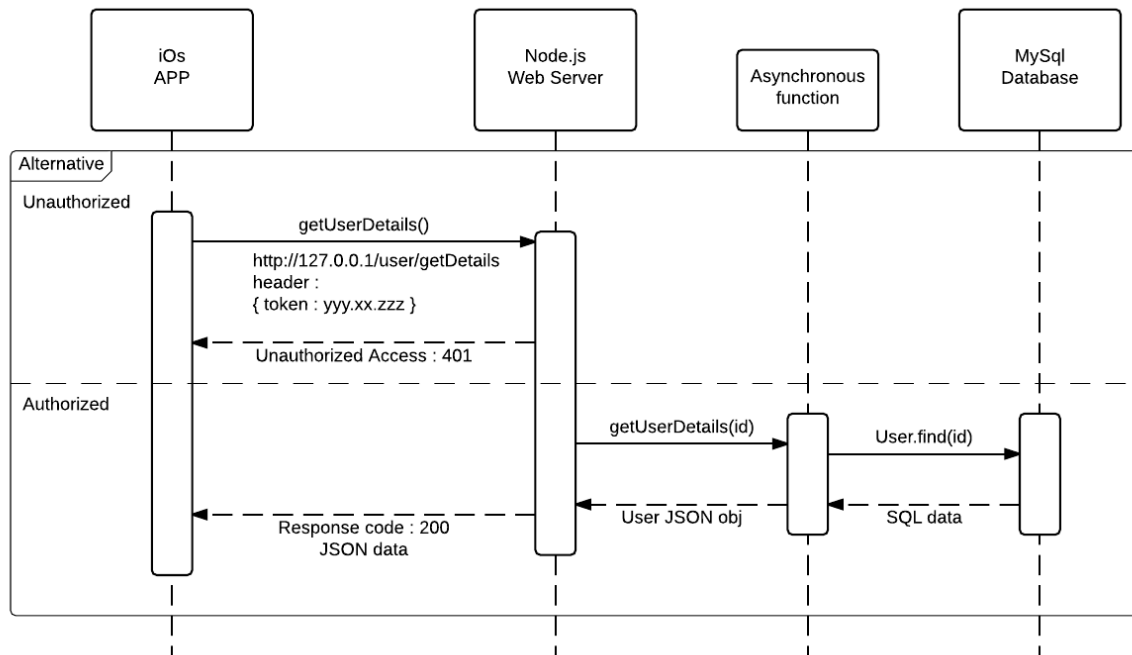 iOs
APP
Node.js
Web Server
Asynchronous
function
MySql
Database
Alternative
Unauthorized
getUserDetails()
http://127.0.0.1/user/getDetails
header :
{ token : yyy.xx.zzz }
Unauthorized Access : 401
Authorized
getUserDetails(id)
User.find(id)
User JSON obj
SQL data
Response code : 200
JSON data